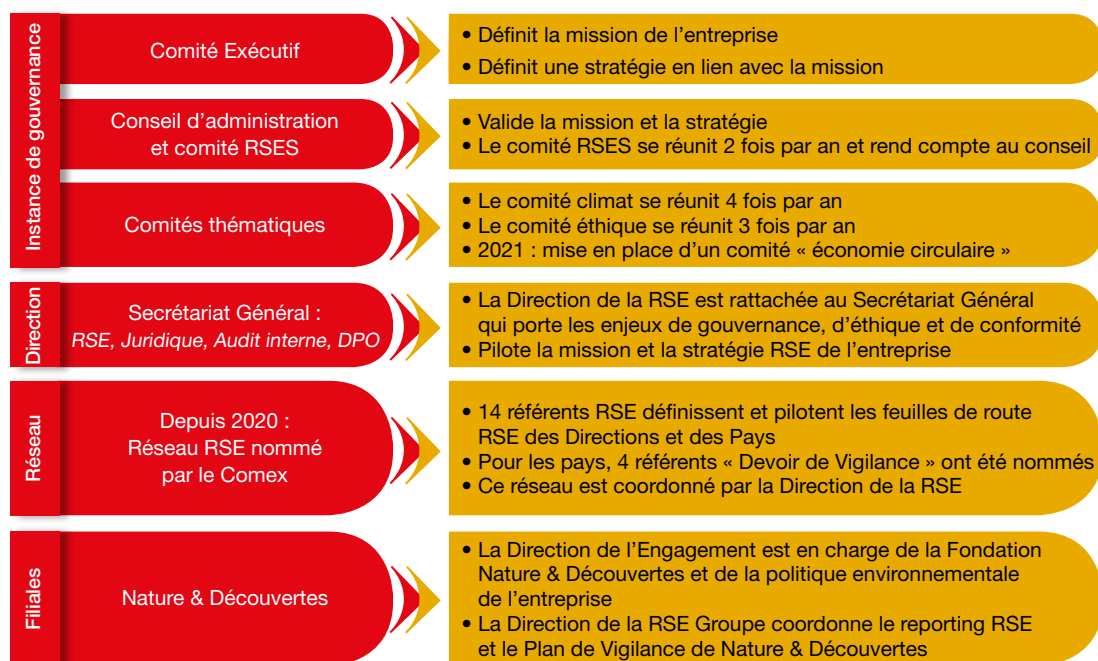 Instance de gouvernance
Comité Exécutif
• Définit la mission de l'entreprise
• Définit une stratégie en lien avec la mission
Conseil d'administration
et comité RSES
• Valide la mission et la stratégie
• Le comité RSES se réunit 2 fois par an et rend compte au conseil
Comités thématiques
• Le comité climat se réunit 4 fois par an
• Le comité éthique se réunit 3 fois par an
• 2021 : mise en place d'un comité « économie circulaire »
Direction
Secrétariat Général :
RSE, Juridique, Audit interne, DPO
• La Direction de la RSE est rattachée au Secrétariat Général
qui porte les enjeux de gouvernance, d'éthique et de conformité
• Pilote la mission et la stratégie RSE de l'entreprise
Réseau
Depuis 2020 :
Réseau RSE nommé
par le Comex
• 14 référents RSE définissent et pilotent les feuilles de route
RSE des Directions et des Pays
• Pour les pays, 4 référents « Devoir de Vigilance » ont été nommés
• Ce réseau est coordonné par la Direction de la RSE
Filiales
Nature & Découvertes
• La Direction de l'Engagement est en charge de la Fondation
Nature & Découvertes et de la politique environnementale
de l'entreprise
• La Direction de la RSE Groupe coordonne le reporting RSE
et le Plan de Vigilance de Nature & Découvertes